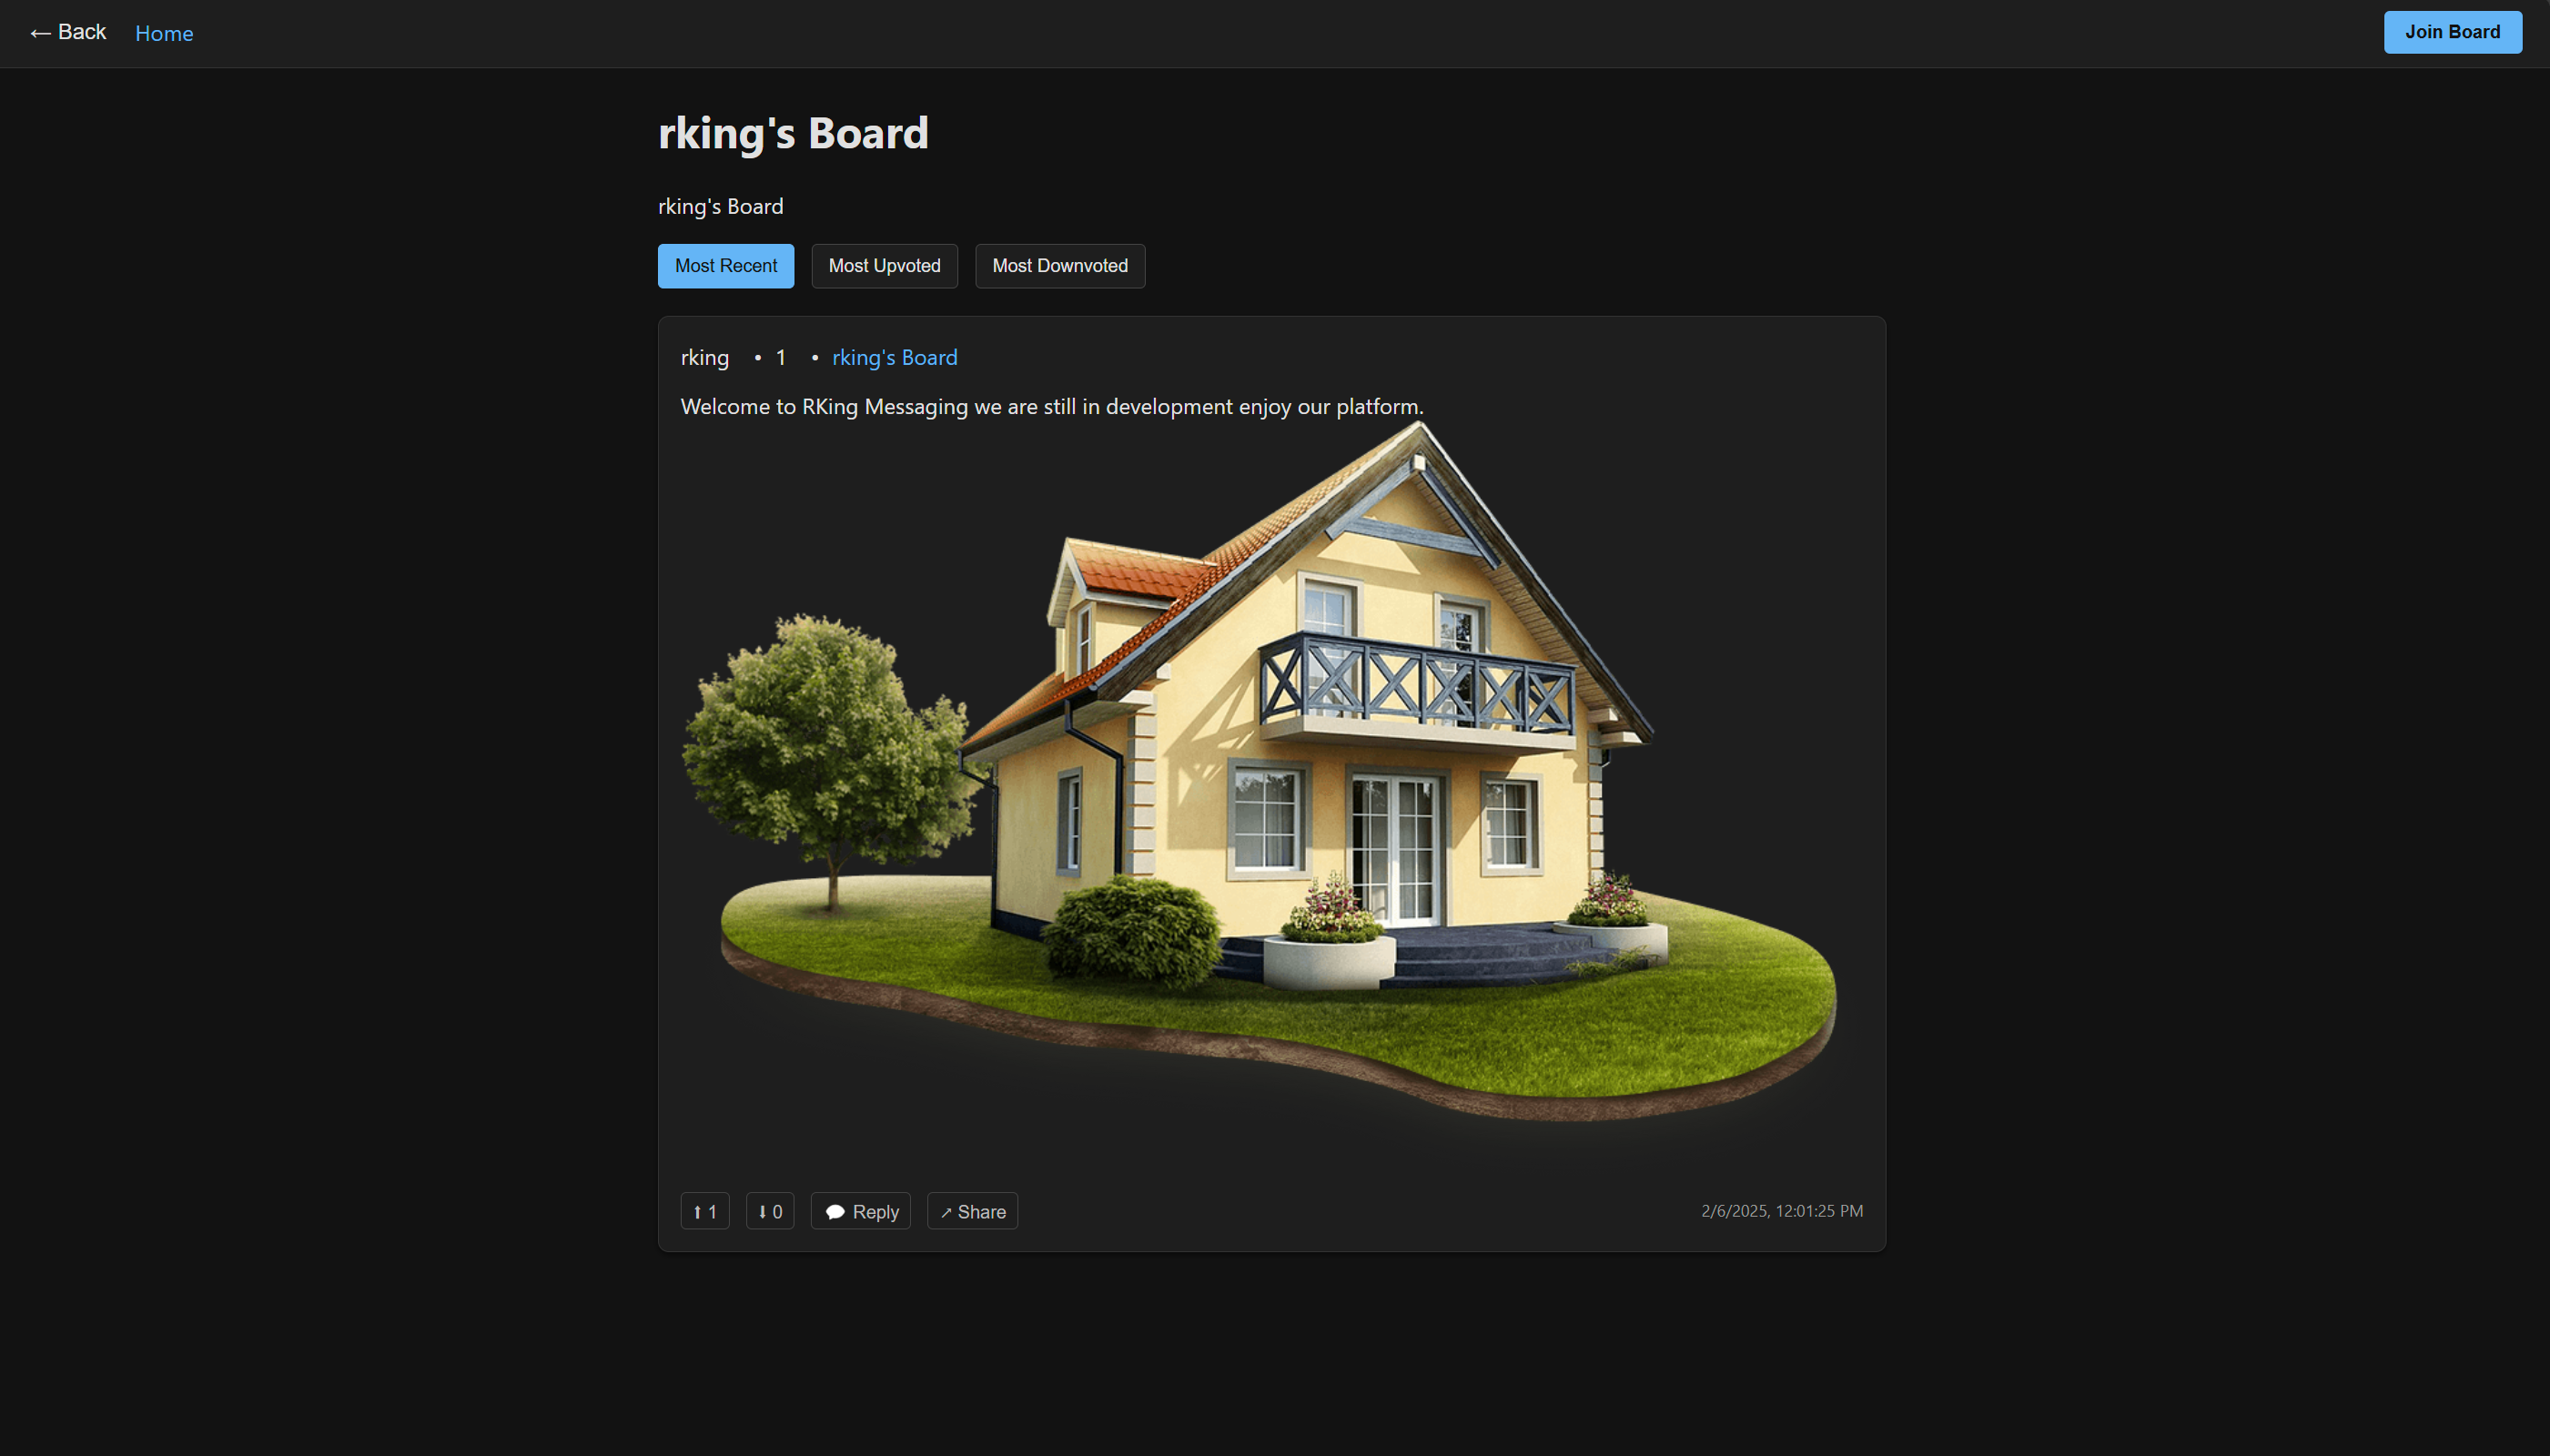 ← Back Home Join Board
rking's Board
rking's Board
Most Recent Most Upvoted Most Downvoted
rking • 1 • rking's Board
Welcome to RKing Messaging we are still in development enjoy our platform.
⬆ 1 ⬇ 0 💬 Reply ↗ Share 2/6/2025, 12:01:25 PM